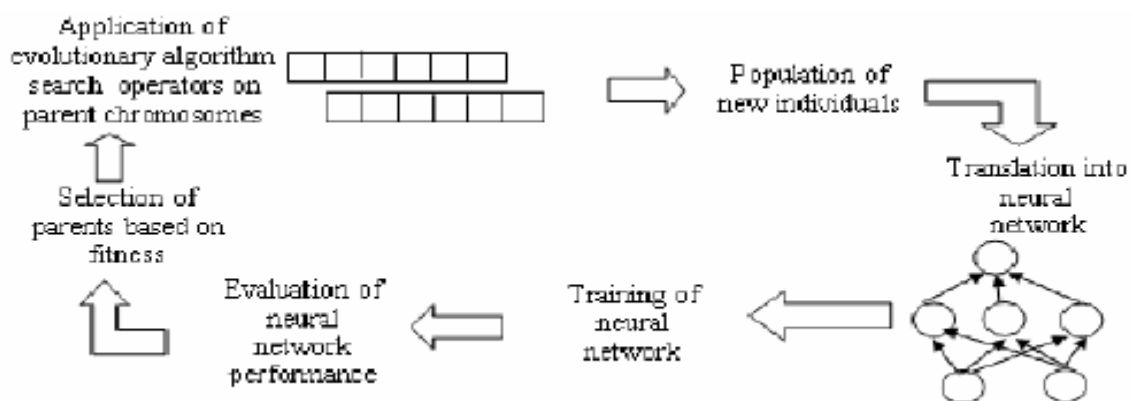 Application of
evolutionary algorithm
search operators on
parent chromosomes
Population of
new individuals
Translation into
neural
network
Training of
neural
network
Evaluation of
neural
network
performance
Selection of
parents based on
fitness